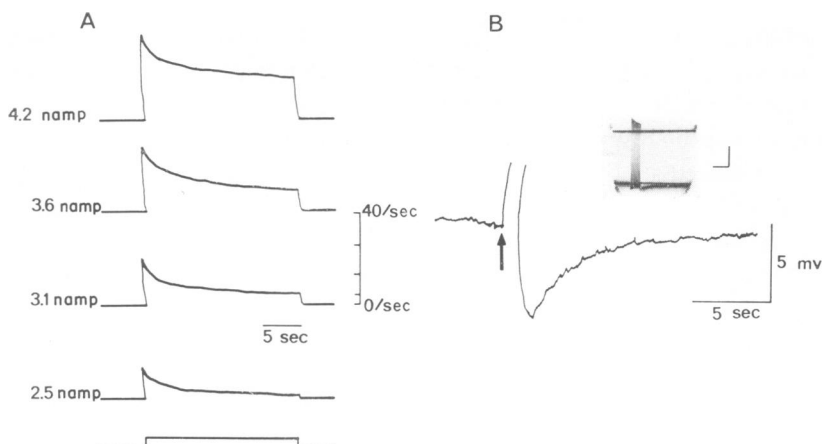 A
4.2 namp
3.6 namp
40/sec
3.1 namp
0/sec
5 sec
2.5 namp
B
5 mv
5 sec